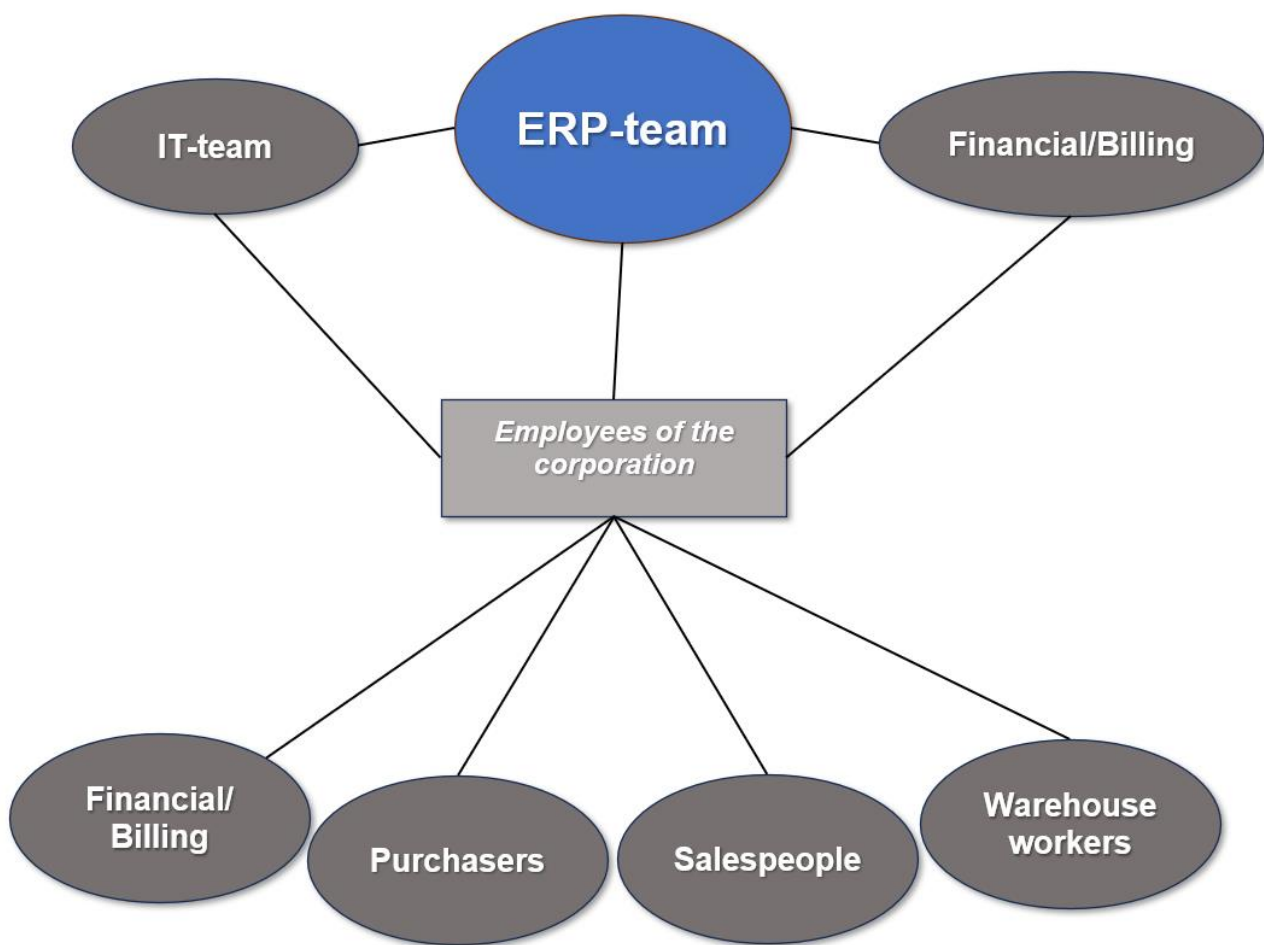 ERP-team
IT-team
Financial/Billing
Employees of the
corporation
Financial/
Billing
Purchasers
Salespeople
Warehouse
workers